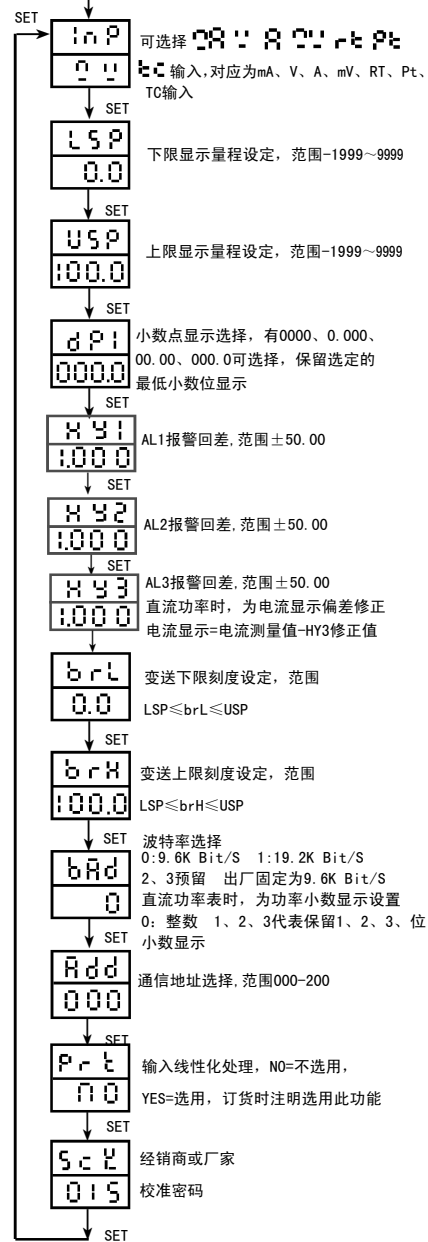 SET
InP
可选择 mA V A mV rt Pt
mV
tC 输入,对应为mA、V、A、mV、RT、Pt、
TC输入
SET
LSP
0.0
下限显示量程设定, 范围-1999～9999
SET
USP
100.0
上限显示量程设定, 范围-1999～9999
SET
dP1
000.0
小数点显示选择, 有0000、0.000、
00.00、000.0可选择, 保留选定的
最低小数位显示
SET
HY1
1.000
AL1报警回差,范围±50.00
SET
HY2
1.000
AL2报警回差,范围±50.00
SET
HY3
1.000
AL3报警回差,范围±50.00
直流功率时, 为电流显示偏差修正
电流显示=电流测量值-HY3修正值
brL
0.0
变送下限刻度设定, 范围
LSP≤brL≤USP
SET
brH
100.0
变送上限刻度设定, 范围
LSP≤brH≤USP
SET
bAd
0
波特率选择
0:9.6K Bit/S 1:19.2K Bit/S
2、3预留 出厂固定为9.6K Bit/S
直流功率表时, 为功率小数显示设置
0: 整数 1、2、3代表保留1、2、3、位
小数显示
SET
Add
000
通信地址选择,范围000-200
SET
Prt
NO
输入线性化处理, NO=不选用,
YES=选用, 订货时注明选用此功能
SET
ScY
015
经销商或厂家
校准密码
SET